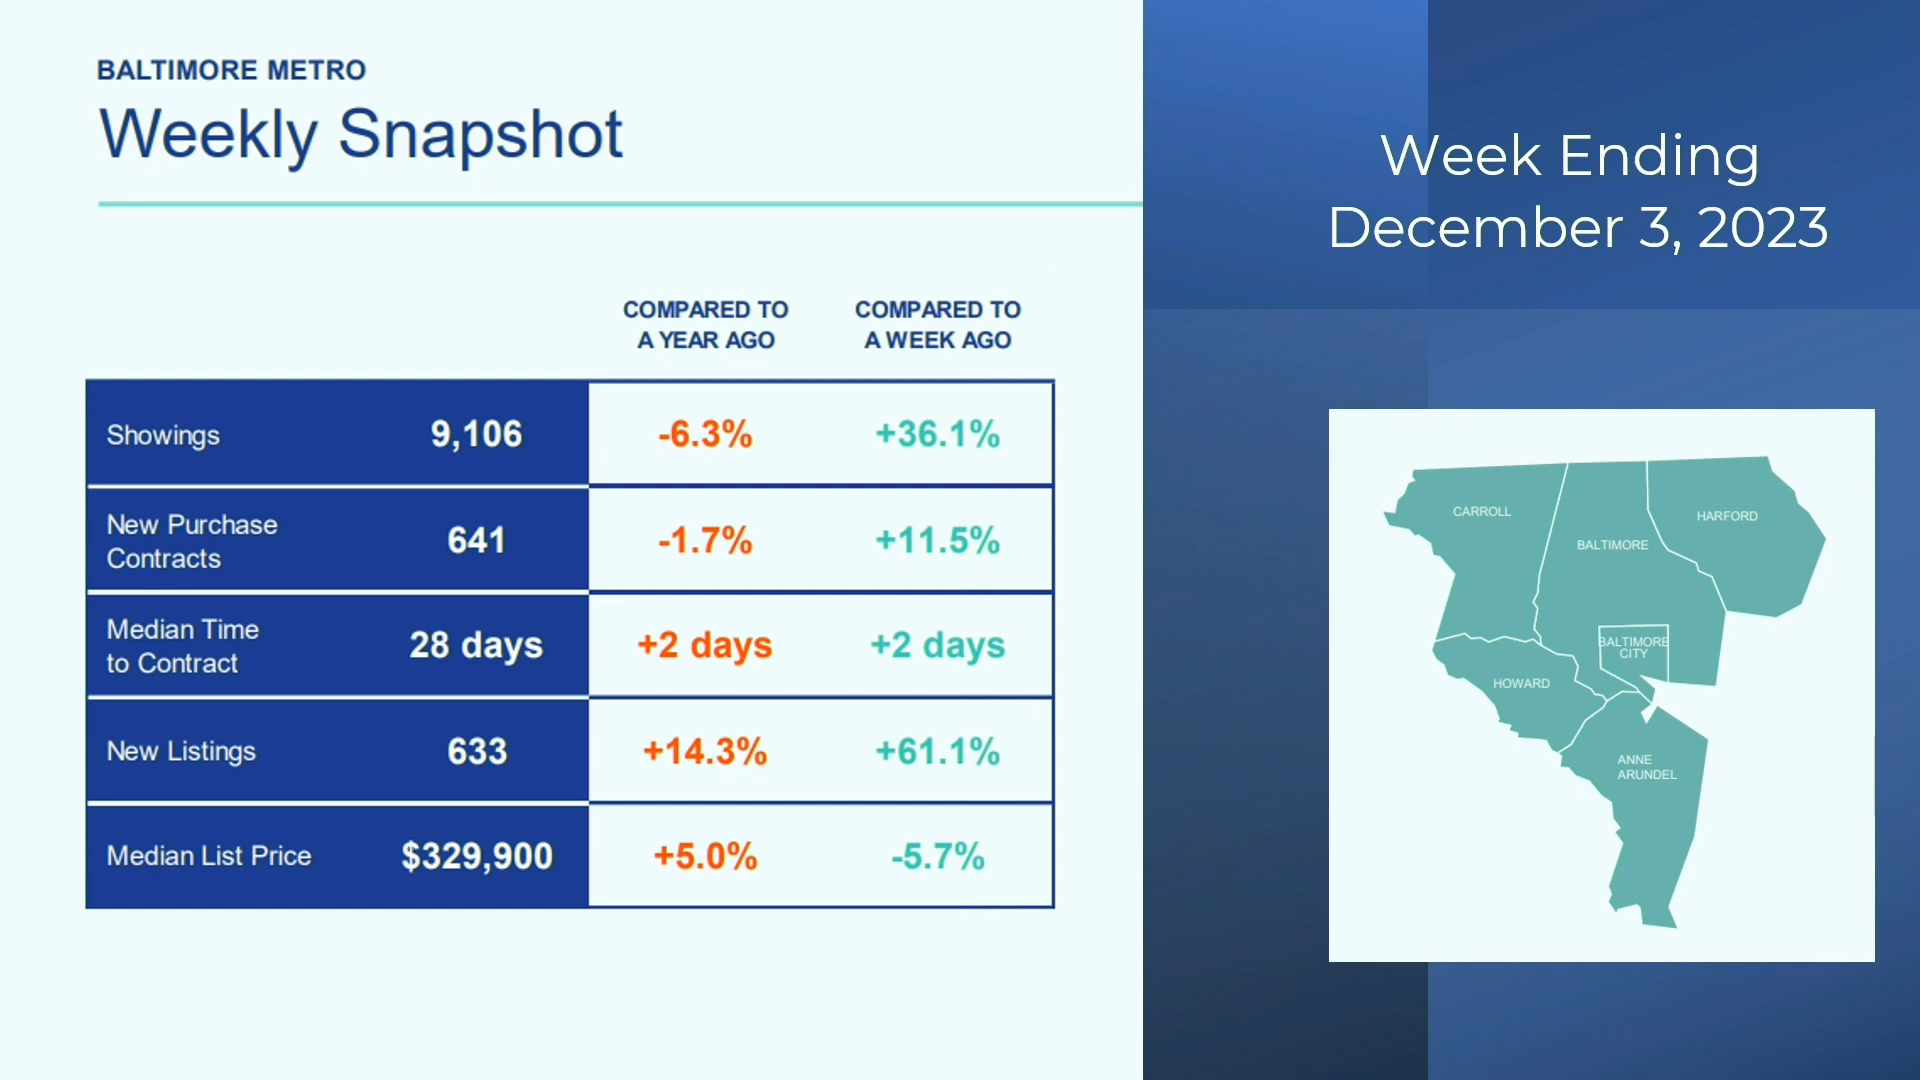 BALTIMORE METRO
Weekly Snapshot
Week Ending
December 3, 2023
COMPARED TO
A YEAR AGO
COMPARED TO
A WEEK AGO
Showings 9,106 -6.3% +36.1%
New Purchase
Contracts
641 -1.7% +11.5%
Median Time
to Contract
28 days +2 days +2 days
New Listings 633 +14.3% +61.1%
Median List Price $329,900 +5.0% -5.7%
CARROLL
HARFORD
BALTIMORE
BALTIMORE
CITY
HOWARD
ANNE
ARUNDEL